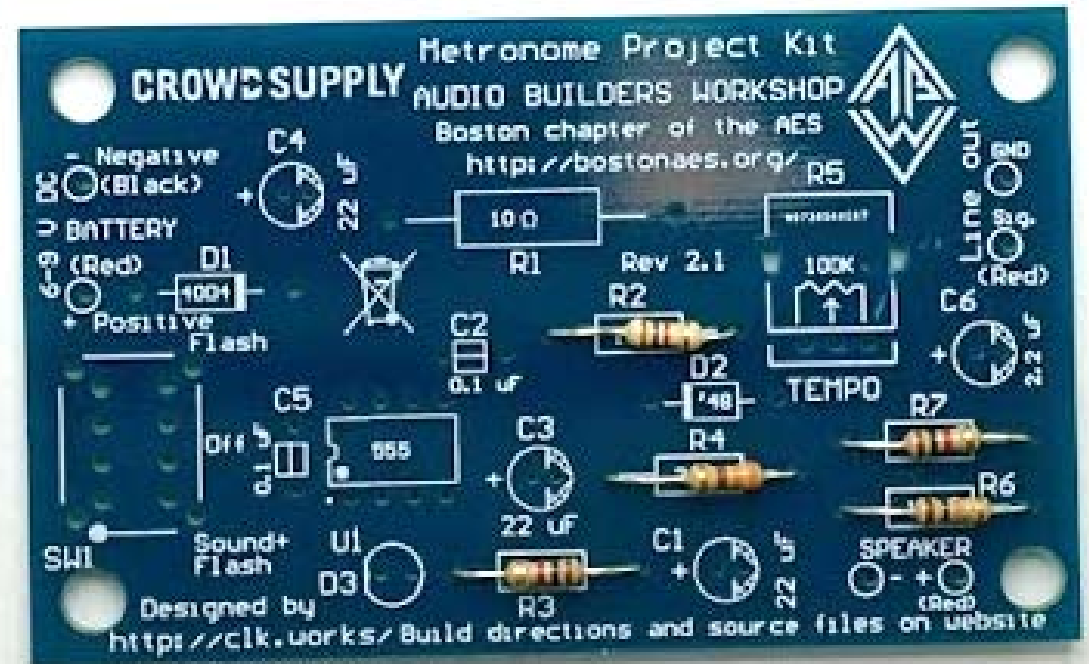 Metronome Project Kit
CROWD SUPPLY
AUDIO BUILDERS WORKSHOP
Boston chapter of the AES
http://bostonaes.org/
- Negative
(Black)
DC
C4
+
22 uF
BATTERY
6-9 V
(Red)
+ Positive
D1
4004
10Ω
R1
Rev 2.1
R5
100K
TEMPO
Line out
GND
Sig.
(Red)
C6
+
2.2 uF
R2
C2
0.1 uF
D2
'48
Flash
Off
Sound+
Flash
SW1
C5
0.1 uF
555
U1
C3
+
22 uF
R4
R7
R6
D3
R3
C1
+
22 uF
SPEAKER
- +
(Red)
Designed by
http://clk.works/ Build directions and source files on website